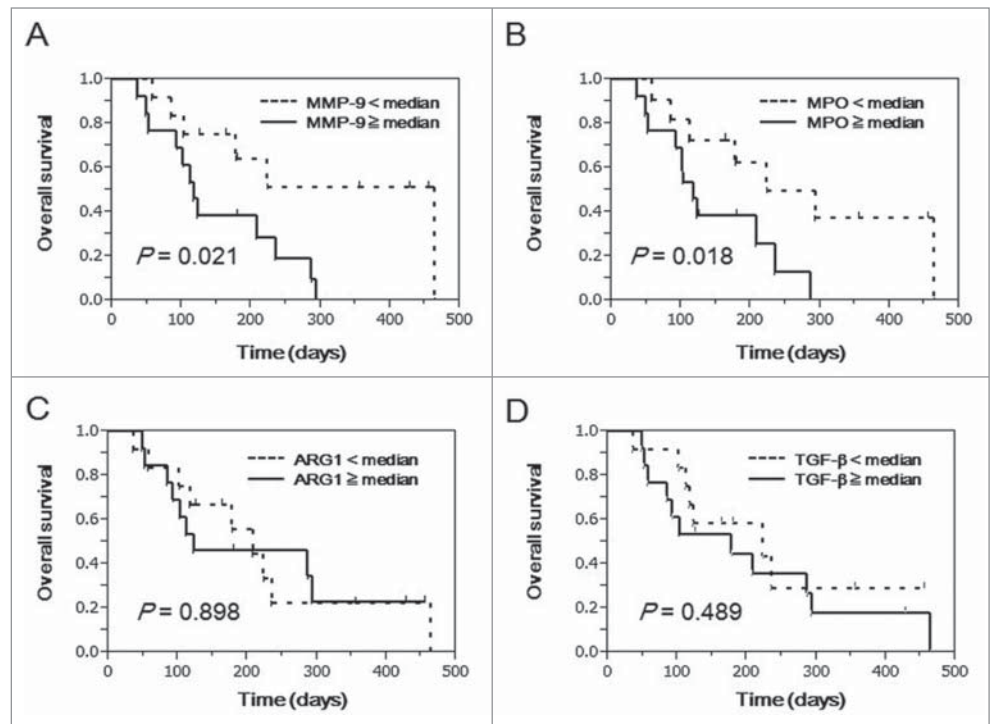 A
Overall survival
1.0
0.8
0.6
0.4
0.2
0.0
MMP-9 < median
MMP-9 ≧ median
P = 0.021
0 100 200 300 400 500
Time (days)
B
Overall survival
1.0
0.8
0.6
0.4
0.2
0.0
MPO < median
MPO ≧ median
P = 0.018
0 100 200 300 400 500
Time (days)
C
Overall survival
1.0
0.8
0.6
0.4
0.2
0.0
ARG1 < median
ARG1 ≧ median
P = 0.898
0 100 200 300 400 500
Time (days)
D
Overall survival
1.0
0.8
0.6
0.4
0.2
0.0
TGF-β < median
TGF-β ≧ median
P = 0.489
0 100 200 300 400 500
Time (days)